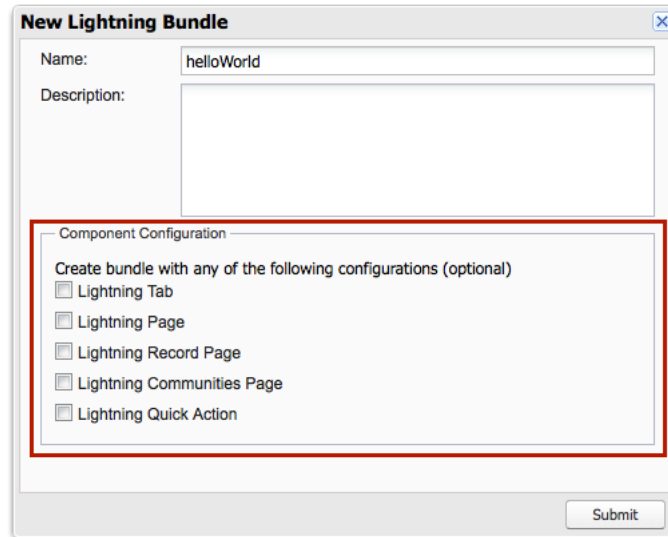 New Lightning Bundle
Name:
helloWorld
Description:
Component Configuration
Create bundle with any of the following configurations (optional)
Lightning Tab
Lightning Page
Lightning Record Page
Lightning Communities Page
Lightning Quick Action
Submit